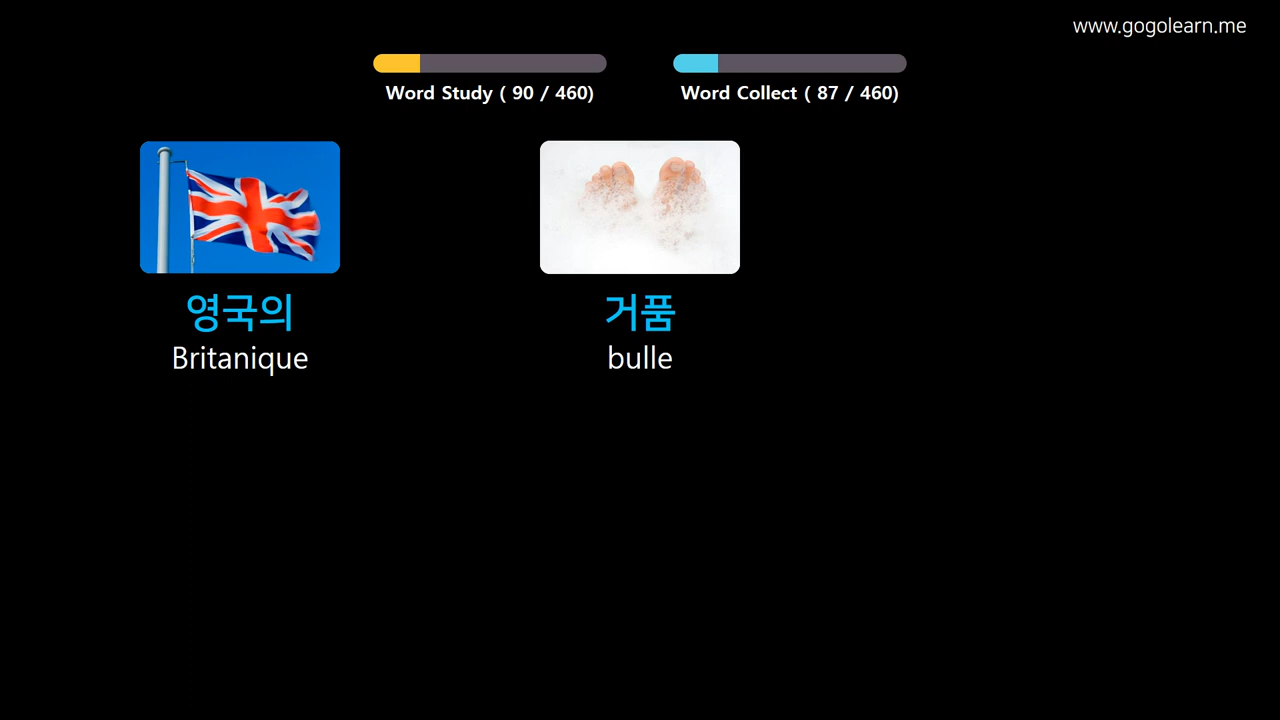 www.gogolearn.me
Word Study ( 90 / 460)
Word Collect ( 87 / 460)
영국의
Britanique
거품
bulle